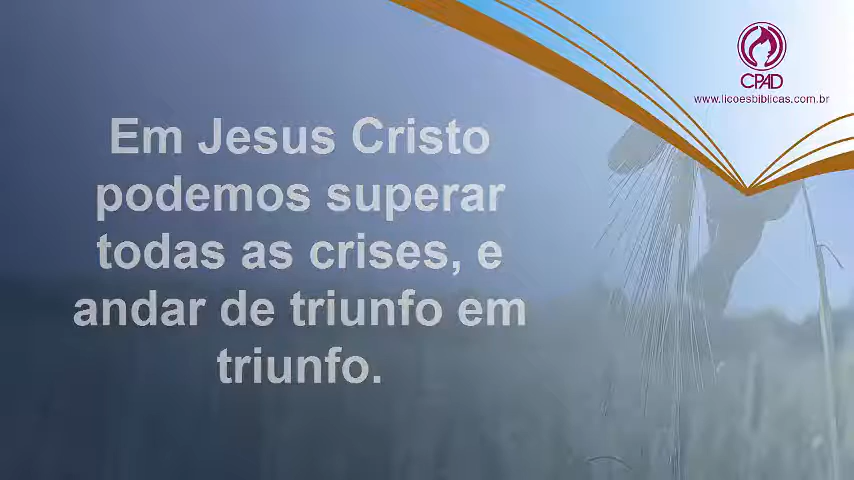 CPAD
www.licoesbiblicas.com.br
Em Jesus Cristo
podemos superar
todas as crises, e
andar de triunfo em
triunfo.